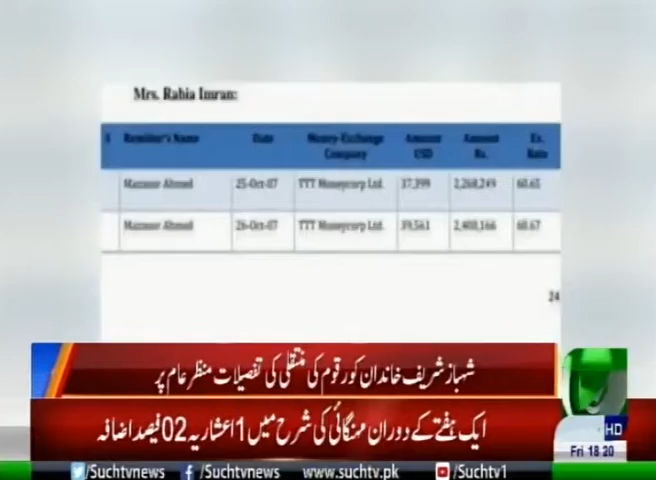 Mrs. Rabia Imran:
Remitter's Name Date Money-Exchange Company Amount USD Amount Rs. Ex. Rate
Manzoor Ahmed 25-Oct-07 TTT Moneycorp Ltd. 37,399 2,268,249 60.65
Manzoor Ahmed 26-Oct-07 TTT Moneycorp Ltd. 39,561 2,400,166 60.67
24
شہباز شریف خاندان کو رقوم کی منتقلی کی تفصیلات منظر عام پر
ایک ہفتے کے دوران مہنگائی کی شرح میں 1 اعشاریہ 02 فیصد اضافہ
HD
Fri 18 20
/Suchtvnews /Suchtvnews www.suchtv.pk /Suchtv1